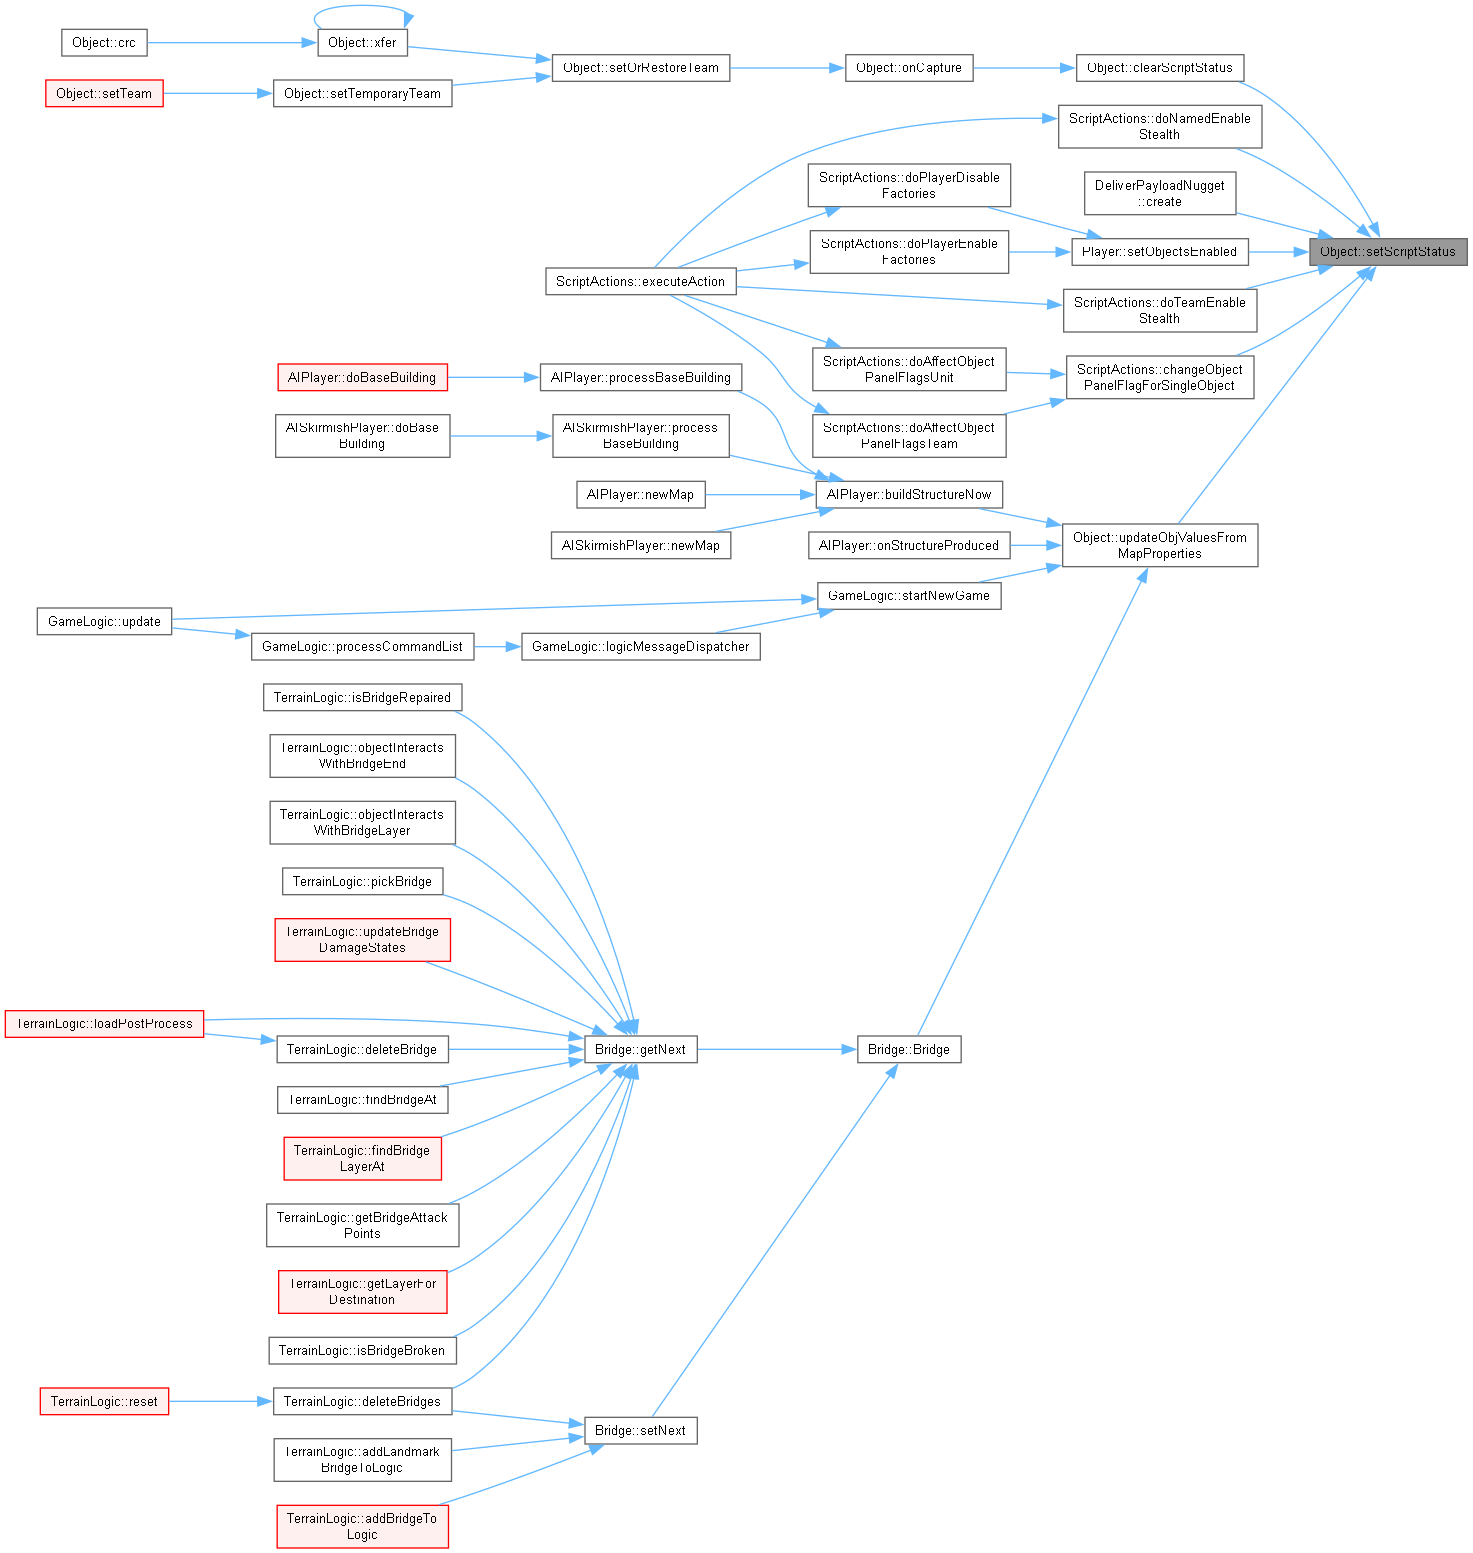 Object::crc
Object::xfer
Object::setTeam
Object::setTemporaryTeam
Object::setOrRestoreTeam
Object::onCapture
Object::clearScriptStatus
ScriptActions::doNamedEnable
Stealth
ScriptActions::doPlayerDisable
Factories
DeliverPayloadNugget
::create
ScriptActions::doPlayerEnable
Factories
Player::setObjectsEnabled
Object::setScriptStatus
ScriptActions::executeAction
ScriptActions::doTeamEnable
Stealth
ScriptActions::doAffectObject
PanelFlagsUnit
ScriptActions::changeObject
PanelFlagForSingleObject
AIPlayer::doBaseBuilding
AIPlayer::processBaseBuilding
AISkirmishPlayer::doBase
Building
AISkirmishPlayer::process
BaseBuilding
ScriptActions::doAffectObject
PanelFlagsTeam
AIPlayer::newMap
AIPlayer::buildStructureNow
AISkirmishPlayer::newMap
AIPlayer::onStructureProduced
Object::updateObjValuesFrom
MapProperties
GameLogic::startNewGame
GameLogic::update
GameLogic::processCommandList
GameLogic::logicMessageDispatcher
TerrainLogic::isBridgeRepaired
TerrainLogic::objectInteracts
WithBridgeEnd
TerrainLogic::objectInteracts
WithBridgeLayer
TerrainLogic::pickBridge
TerrainLogic::updateBridge
DamageStates
TerrainLogic::loadPostProcess
TerrainLogic::deleteBridge
Bridge::getNext
Bridge::Bridge
TerrainLogic::findBridgeAt
TerrainLogic::findBridge
LayerAt
TerrainLogic::getBridgeAttack
Points
TerrainLogic::getLayerFor
Destination
TerrainLogic::isBridgeBroken
TerrainLogic::reset
TerrainLogic::deleteBridges
Bridge::setNext
TerrainLogic::addLandmark
BridgeToLogic
TerrainLogic::addBridgeTo
Logic